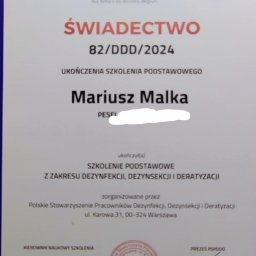 ŚWIADECTWO
82/DDD/2024
UKOŃCZENIA SZKOLENIA PODSTAWOWEGO
Mariusz Malka
PESEL
ukończył(a)
SZKOLENIE PODSTAWOWE
Z ZAKRESU DEZYNFEKCJI, DEZYNSEKCJI I DERATYZACJI
zorganizowane przez
Polskie Stowarzyszenie Pracowników Dezynfekcji, Dezynsekcji i Deratyzacji
ul. Karowa 31, 00-324 Warszawa
KIEROWNIK NAUKOWY SZKOLENIA
PREZES PSPDDD